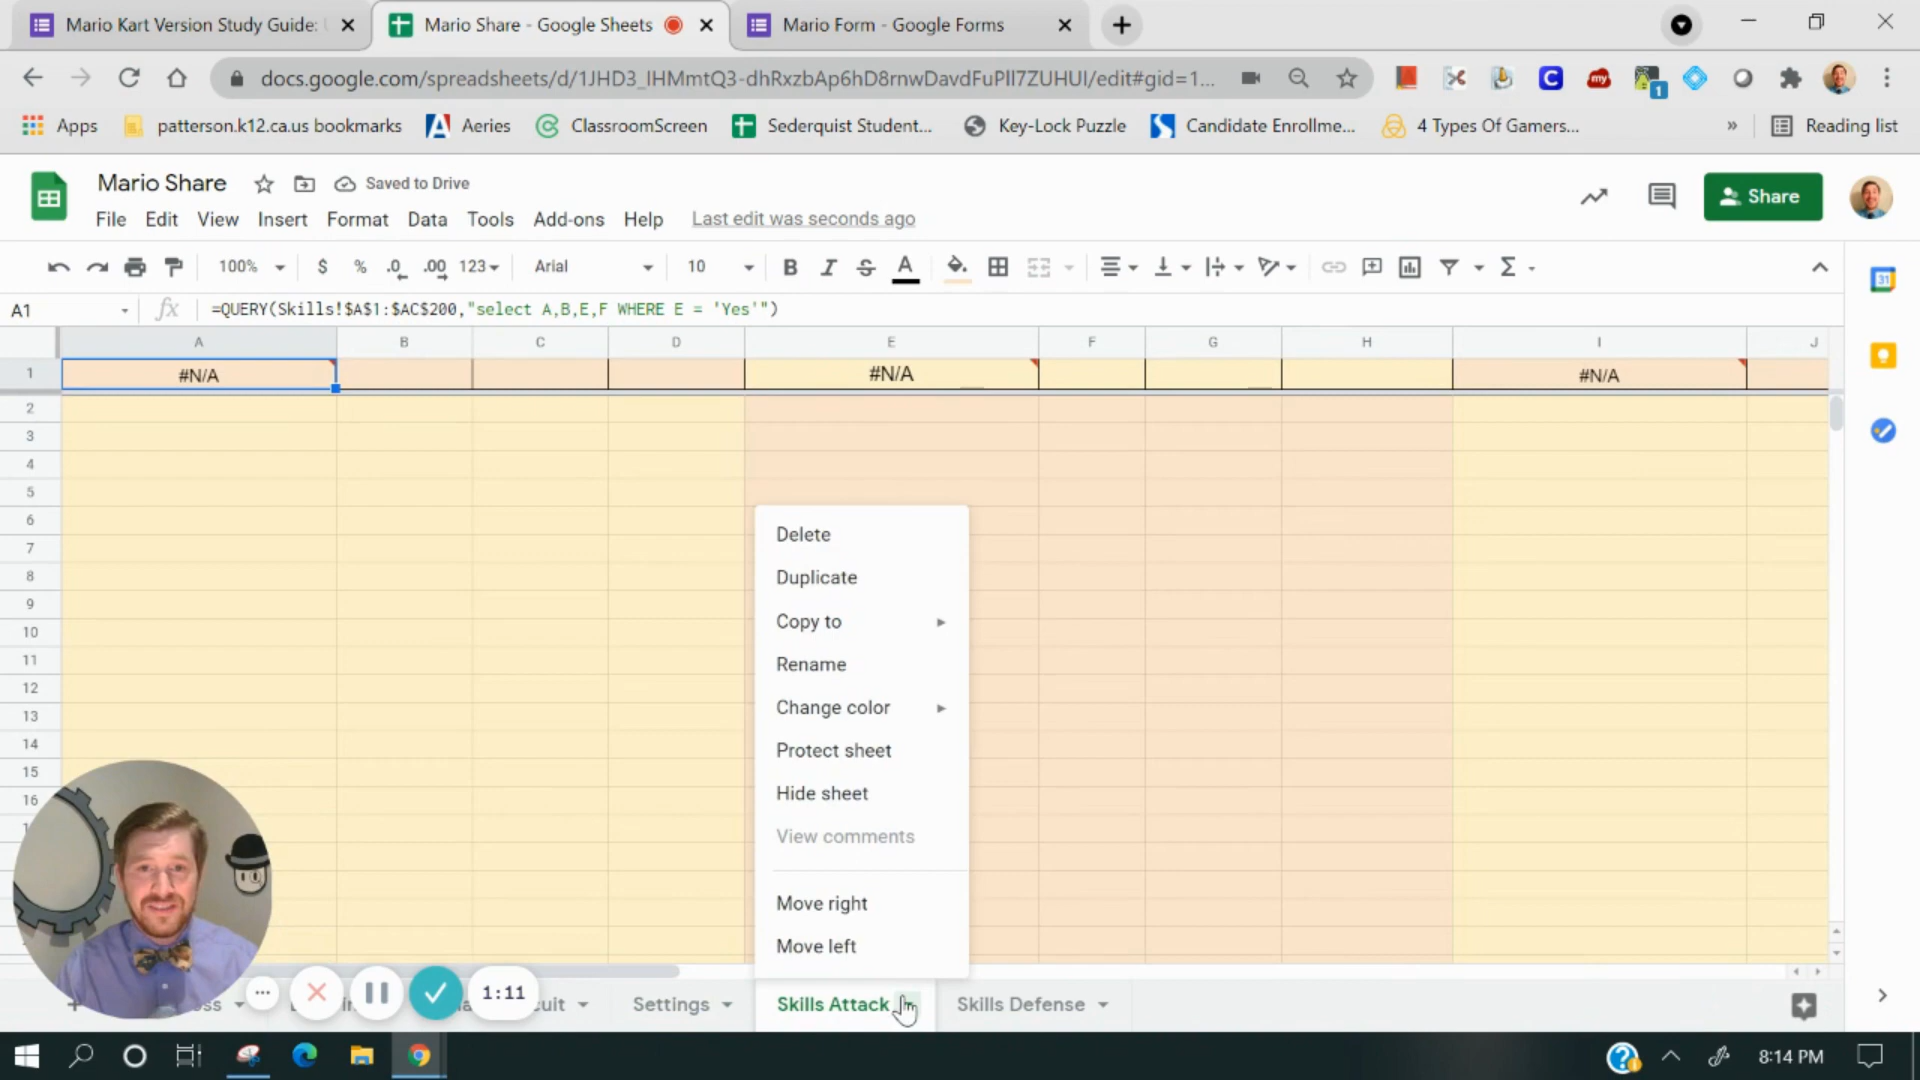 Mario Kart Version Study Guide:
Mario Share - Google Sheets
Mario Form - Google Forms
docs.google.com/spreadsheets/d/1JHD3_IHMmtQ3-dhRxzbAp6hD8rnwDavdFuPll7ZUHUI/edit#gid=1...
1
Apps
patterson.k12.ca.us bookmarks
Aeries
ClassroomScreen
Sederquist Student...
Key-Lock Puzzle
Candidate Enrollme...
4 Types Of Gamers...
»
Reading list
Mario Share
Saved to Drive
File Edit View Insert Format Data Tools Add-ons Help
Last edit was seconds ago
Share
100% $ % .0 .00 123 Arial 10 B I S A
31
A1
fx
=QUERY(Skills!$A$1:$AC$200,"select A,B,E,F WHERE E = 'Yes'")
A B C D E F G H I J
1 #N/A #N/A #N/A
2
3
4
5
6
7
8
9
10
11
12
13
14
15
16
Delete
Duplicate
Copy to
Rename
Change color
Protect sheet
Hide sheet
View comments
Move right
Move left
1:11
Settings
Skills Attack
Skills Defense
8:14 PM